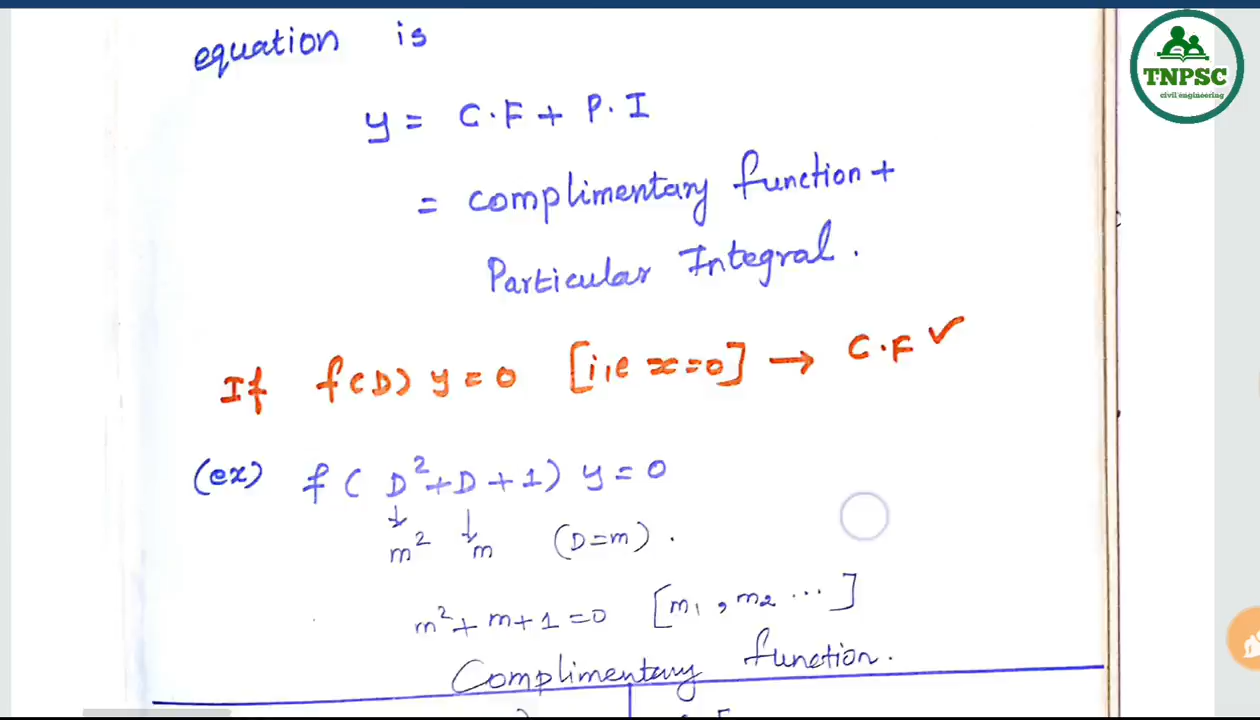 equation is
TNPSC
civil engineering
y = C.F + P.I
= complimentary function +
Particular Integral.
If f(D) y = 0 [i,e x=0] → C.F ✓
(ex) f( D²+D+1) y = 0
↓ ↓
m² m (D=m).
m²+m+1=0 [m₁, m₂ ...]
Complimentary function.